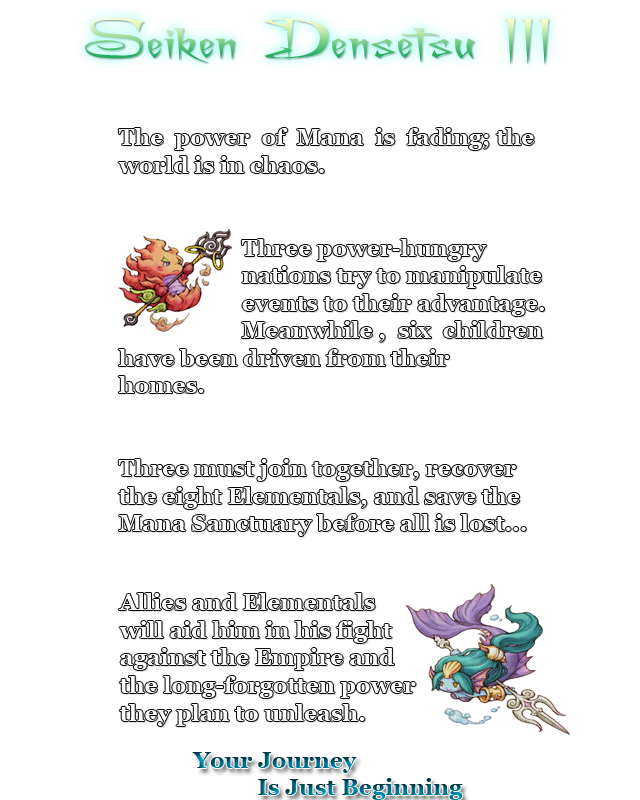 Seiken Densetsu III
The power of Mana is fading; the
world is in chaos.
Three power-hungry
nations try to manipulate
events to their advantage.
Meanwhile , six children
have been driven from their
homes.
Three must join together, recover
the eight Elementals, and save the
Mana Sanctuary before all is lost...
Allies and Elementals
will aid him in his fight
against the Empire and
the long-forgotten power
they plan to unleash.
Your Journey
Is Just Beginning